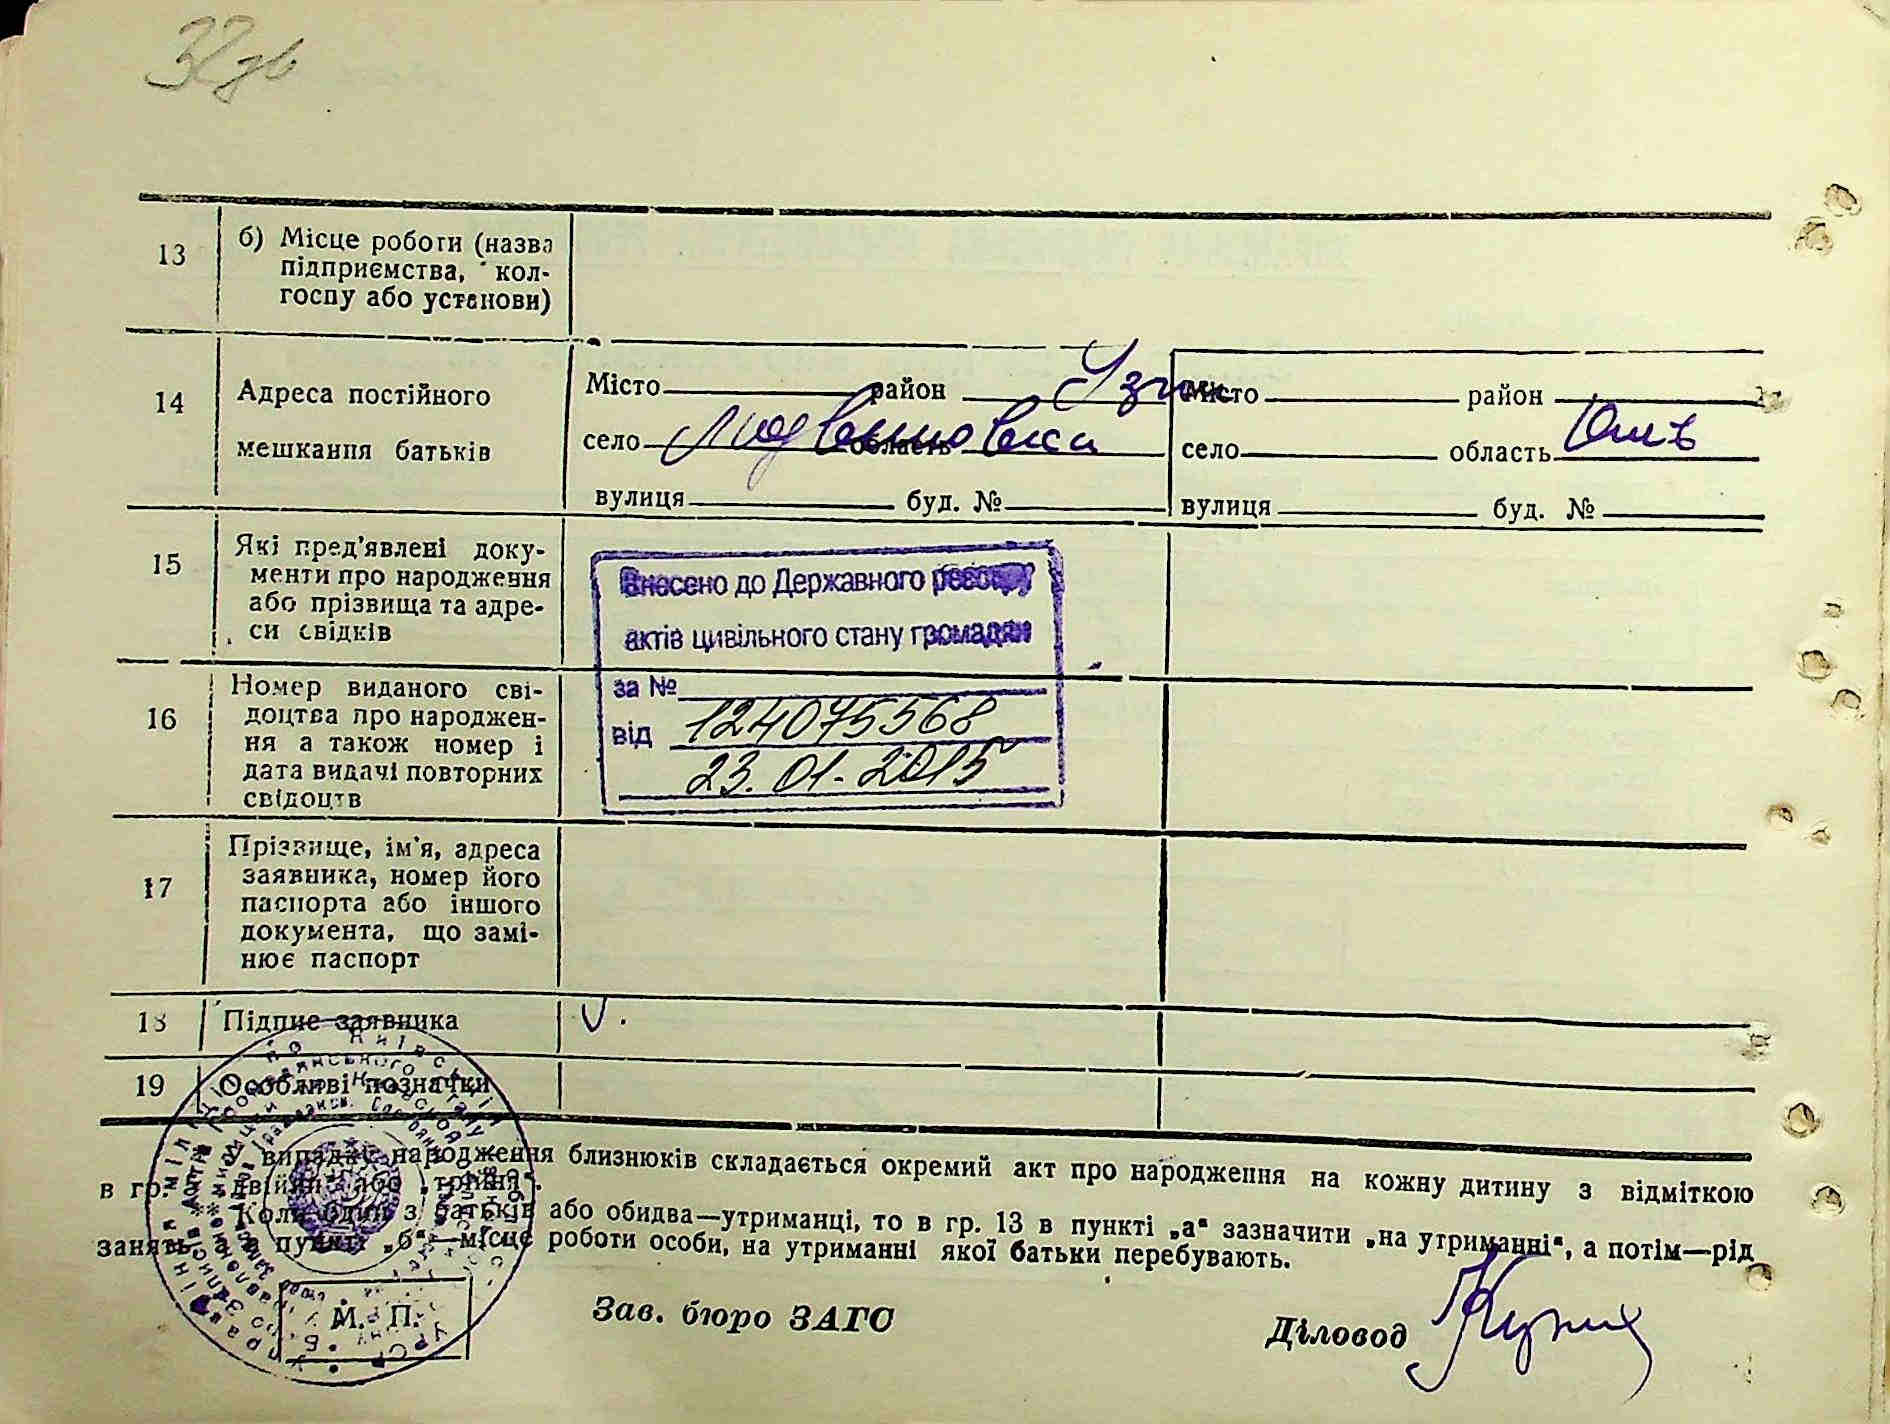 32зв
13
б) Місце роботи (назва
підприємства, кол-
госпу або установи)
14
Адреса постійного
мешкання батьків
Місто район Узин
село область
вулиця буд. №
Місто район
село область
вулиця буд. №
15
Які пред'явлені доку-
менти про народження
або прізвища та адре-
си свідків
Внесено до Державного реєстру
актів цивільного стану громадян
за №
124075568
від
23.01.2015
16
Номер виданого сві-
доцтва про народжен-
ня а також номер і
дата видачі повторних
свідоцтв
17
Прізвище, ім'я, адреса
заявника, номер його
паспорта або іншого
документа, що замі-
нює паспорт
18
Підпис заявника
19
Особливі позначки
випадку народження близнюків складається окремий акт про народження на кожну дитину з відміткою
в гр. „двійня" або „трійня".
Коли один з батьків або обидва—утриманці, то в гр. 13 в пункті „а" зазначити „на утриманні", а потім—рід
занять, а в пункті „б"—місце роботи особи, на утриманні якої батьки перебувають.
М. П.
Зав. бюро ЗАГС
Діловод